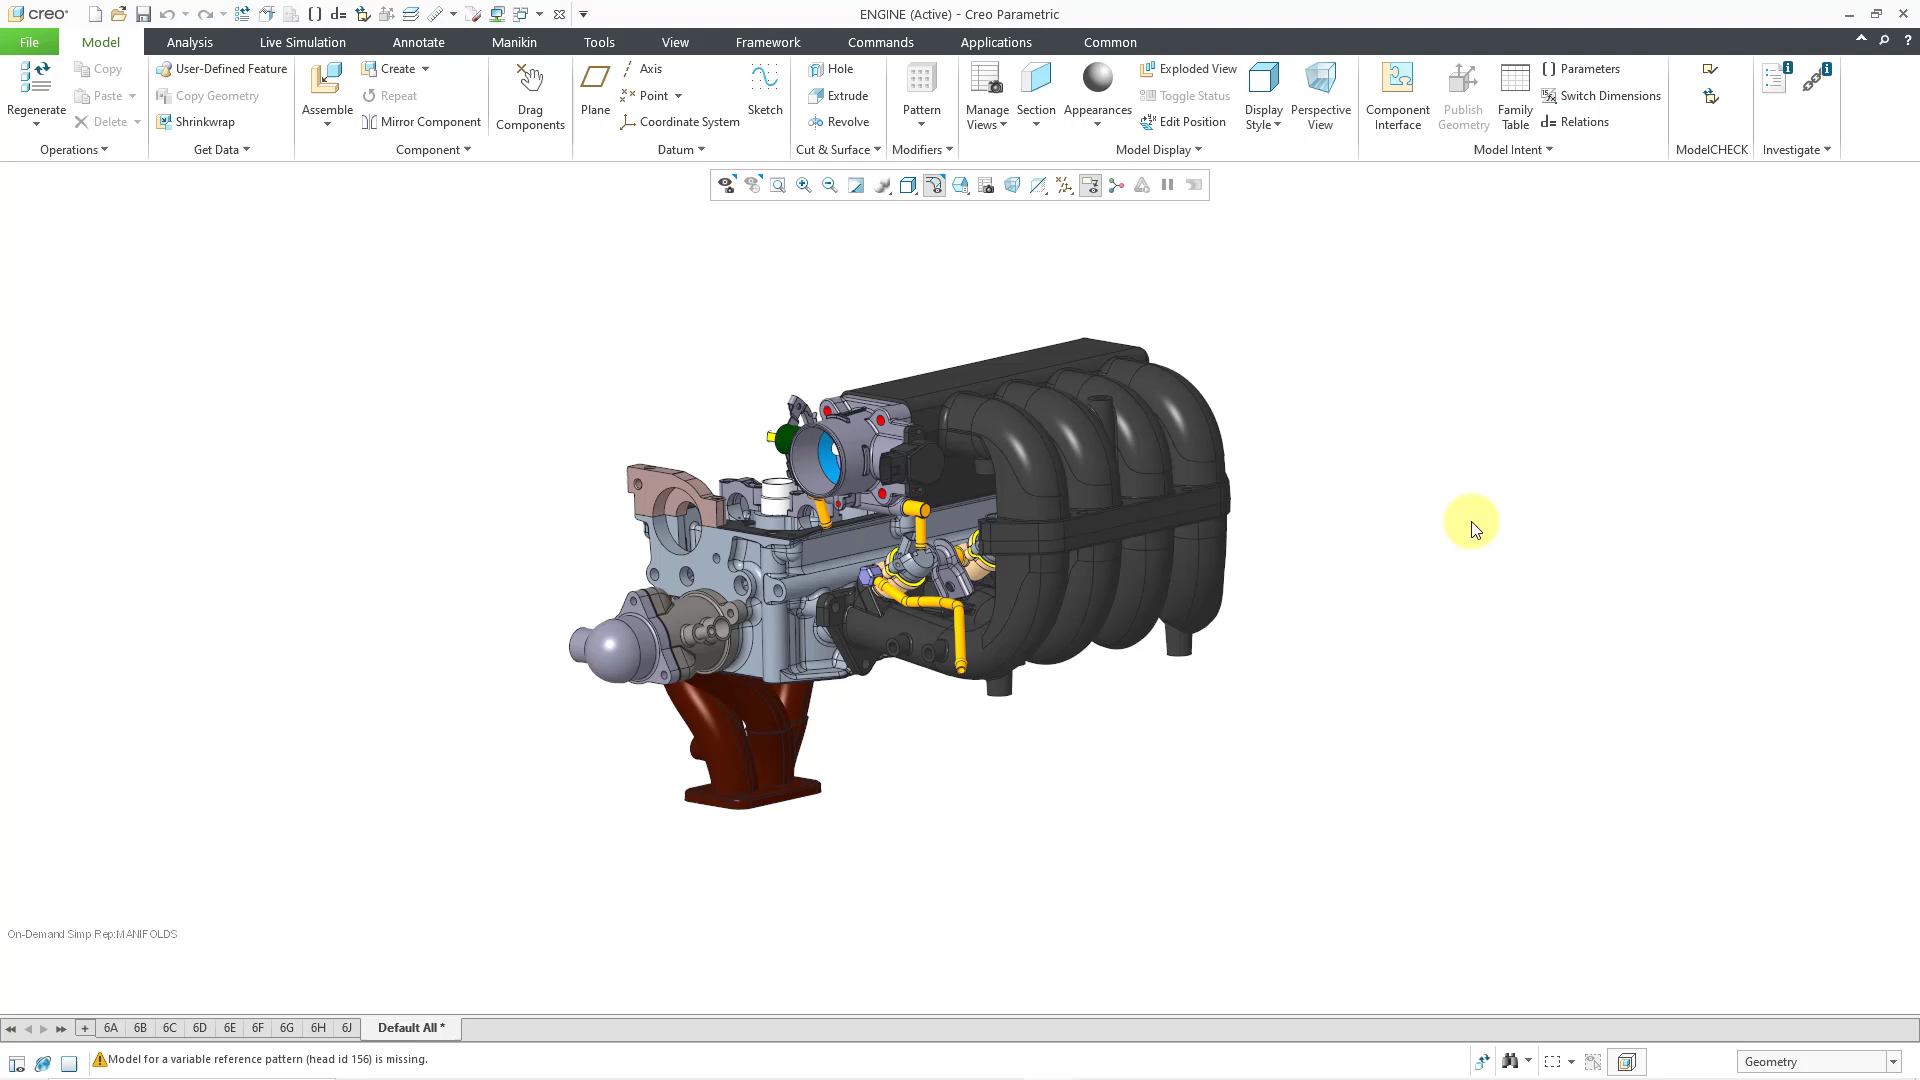 creo
ENGINE (Active) - Creo Parametric
File Model Analysis Live Simulation Annotate Manikin Tools View Framework Commands Applications Common
Regenerate
Copy
Paste
Delete
Operations
User-Defined Feature
Copy Geometry
Shrinkwrap
Get Data
Assemble
Create
Repeat
Mirror Component
Component
Drag Components
Plane
Axis
Point
Coordinate System
Sketch
Datum
Hole
Extrude
Revolve
Cut & Surface
Pattern
Modifiers
Manage Views
Section
Appearances
Exploded View
Toggle Status
Edit Position
Display Style
Perspective View
Model Display
Component Interface
Publish Geometry
Family Table
Parameters
Switch Dimensions
d= Relations
Model Intent
ModelCHECK
Investigate
On-Demand Simp Rep:MANIFOLDS
+ 6A 6B 6C 6D 6E 6F 6G 6H 6J Default All *
Model for a variable reference pattern (head id 156) is missing.
Geometry